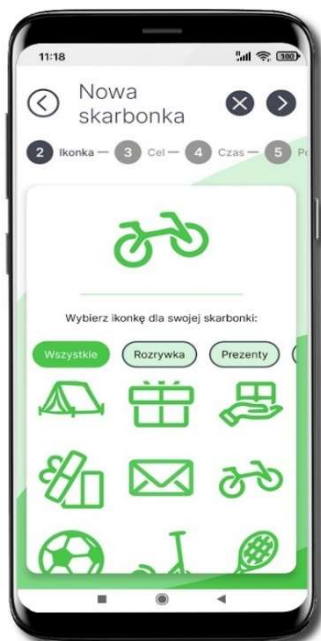 11:18
100
Nowa
skarbonka
2 Ikonka 3 Cel 4 Czas 5
Wybierz ikonkę dla swojej skarbonki:
Wszystkie Rozrywka Prezenty